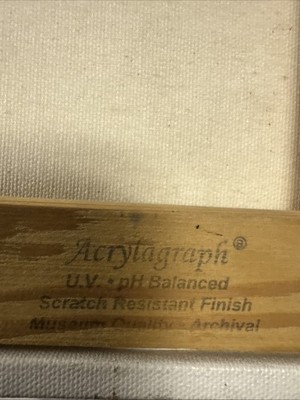 Acrylagraph®
U.V. • pH Balanced
Scratch Resistant Finish
Museum Quality • Archival